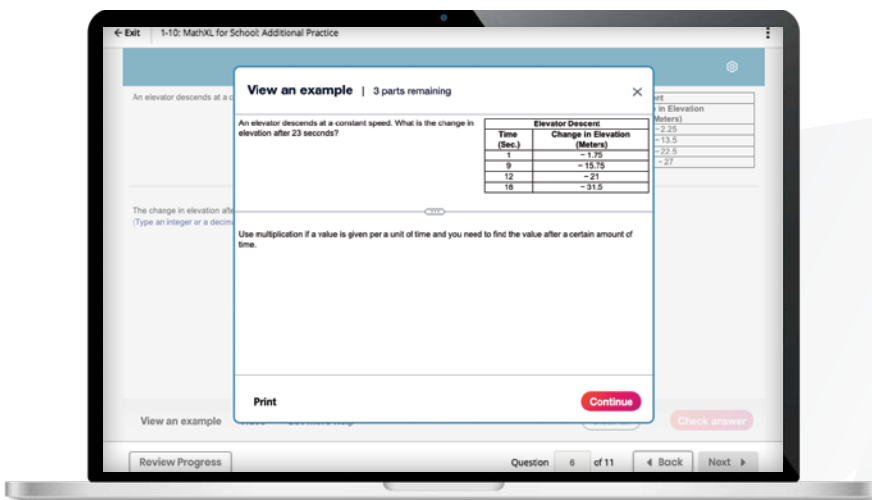 ← Exit 1-10: MathXL for School: Additional Practice
View an example | 3 parts remaining ×
An elevator descends at a c
An elevator descends at a constant speed. What is the change in
elevation after 23 seconds?
Elevator Descent
Time (Sec.) Change in Elevation (Meters)
1 −1.75
9 −15.75
12 −21
18 −31.5
in Elevation
Meters)
−2.25
−13.5
−22.5
−27
The change in elevation afte
(Type an integer or a decim
Use multiplication if a value is given per a unit of time and you need to find the value after a certain amount of
time.
Print Continue
View an example Check answer
Review Progress Question 6 of 11 Back Next